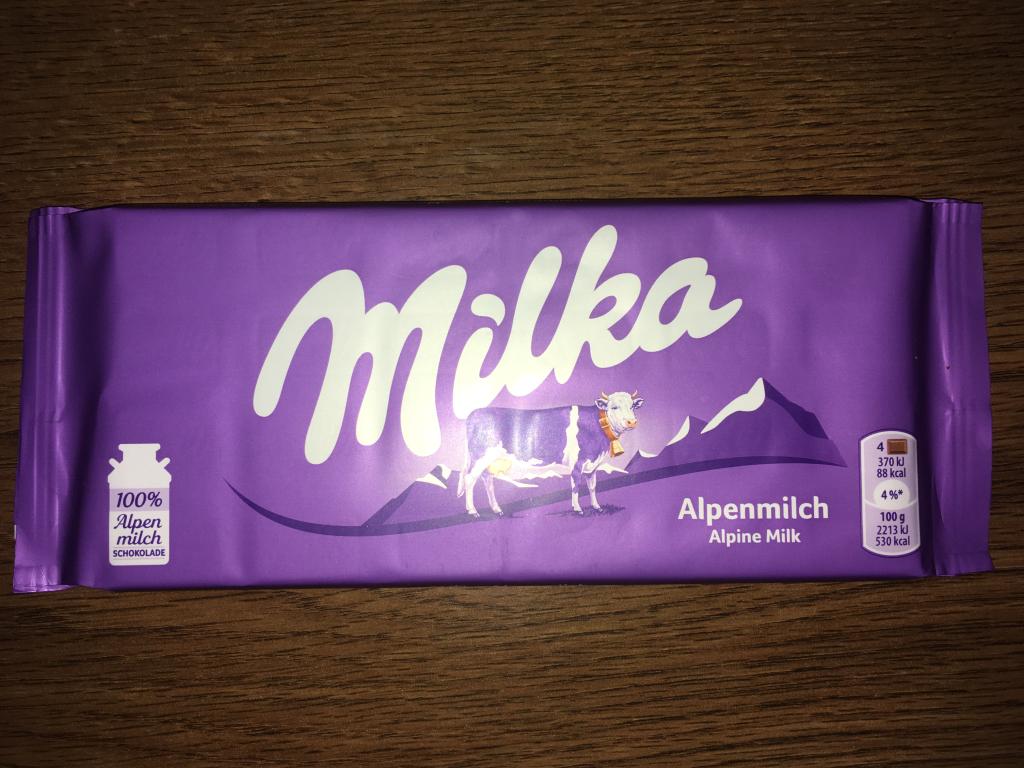 Milka
Alpenmilch
Alpine Milk
100%
Alpen
milch
SCHOKOLADE
4
370 kJ
88 kcal
4 %*
100 g
2213 kJ
530 kcal